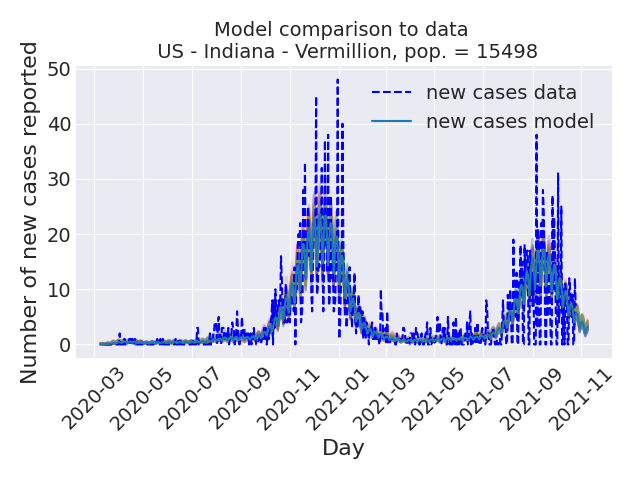 Model comparison to data
US - Indiana - Vermillion, pop. = 15498
Number of new cases reported
50
40
30
20
10
0
new cases data
new cases model
2020-03
2020-05
2020-07
2020-09
2020-11
2021-01
2021-03
2021-05
2021-07
2021-09
2021-11
Day